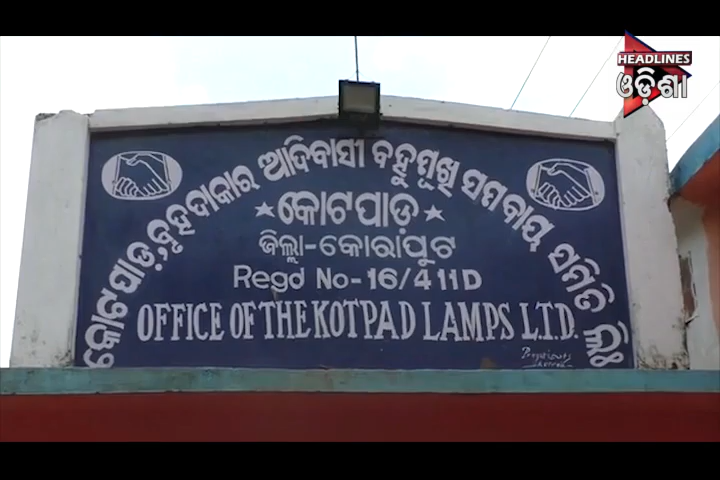 HEADLINES
ଓଡ଼ିଶା
କୋଟପାଡ଼ ବୃହଦାକାର ଆଦିବାସୀ ବହୁମୂଖି ସମବାୟ ସମିତି ଲିଃ
କୋଟପାଡ଼
ଜିଲ୍ଲା-କୋରାପୁଟ
Regd No-16/411D
OFFICE OF THE KOTPAD LAMPS L.T.D.